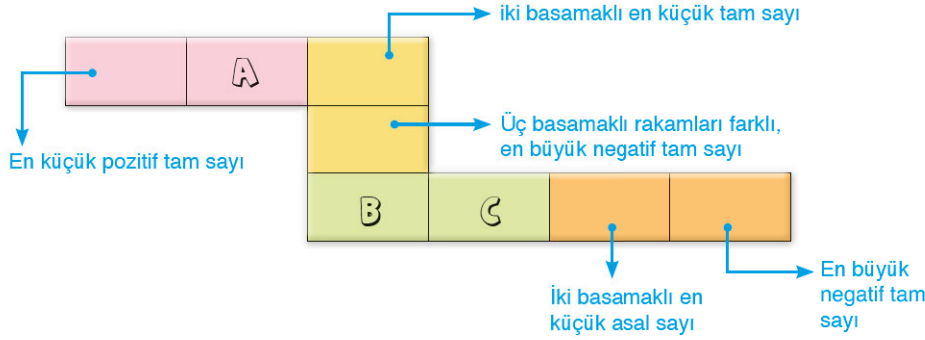 iki basamaklı en küçük tam sayı
A
Üç basamaklı rakamları farklı,
en büyük negatif tam sayı
En küçük pozitif tam sayı
B C
İki basamaklı en
küçük asal sayı
En büyük
negatif tam
sayı